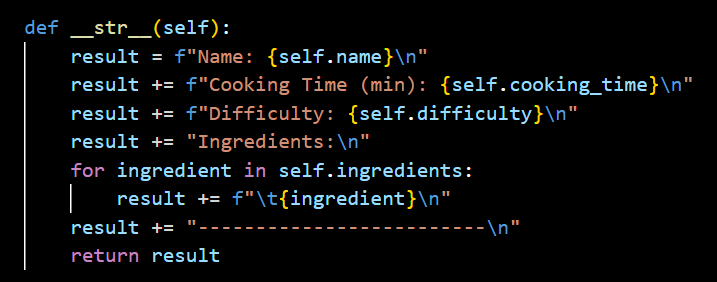 def __str__(self):
    result = f"Name: {self.name}\n"
    result += f"Cooking Time (min): {self.cooking_time}\n"
    result += f"Difficulty: {self.difficulty}\n"
    result += "Ingredients:\n"
    for ingredient in self.ingredients:
        result += f"\t{ingredient}\n"
    result += "-------------------------\n"
    return result